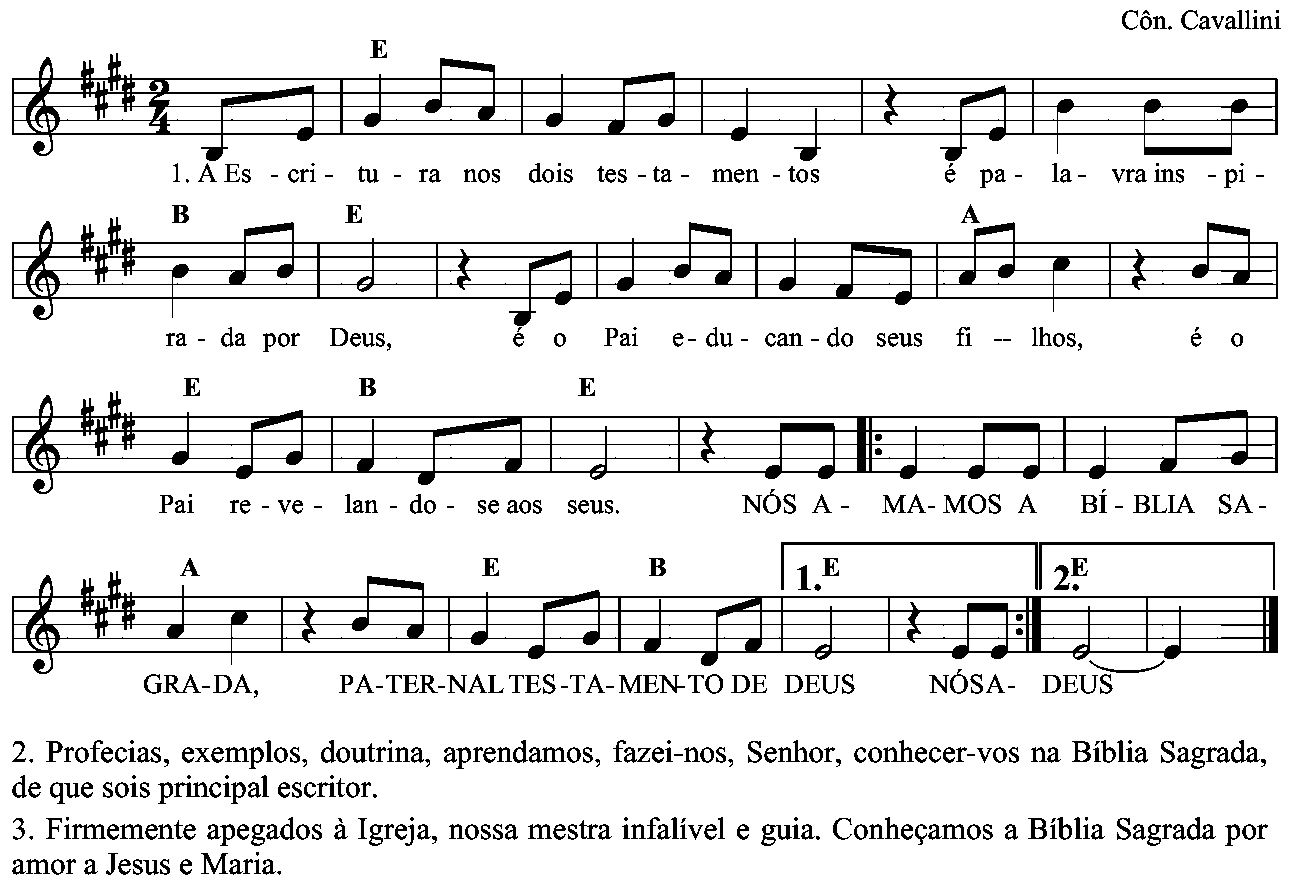 Côn. Cavallini
E
2
4
1. A Es - cri - tu - ra nos dois tes - ta - men - tos é pa - la - vra ins - pi -
B E A
ra - da por Deus, é o Pai e - du - can - do seus fi -- lhos, é o
E B E
Pai re - ve - lan - do - se aos seus. NÓS A - MA- MOS A BÍ - BLIA SA -
A E B 1. E 2. E
GRA-DA, PA-TER-NAL TES-TA-MEN-TO DE DEUS NÓS A- DEUS
2. Profecias, exemplos, doutrina, aprendamos, fazei-nos, Senhor, conhecer-vos na Bíblia Sagrada,
de que sois principal escritor.
3. Firmemente apegados à Igreja, nossa mestra infalível e guia. Conheçamos a Bíblia Sagrada por
amor a Jesus e Maria.